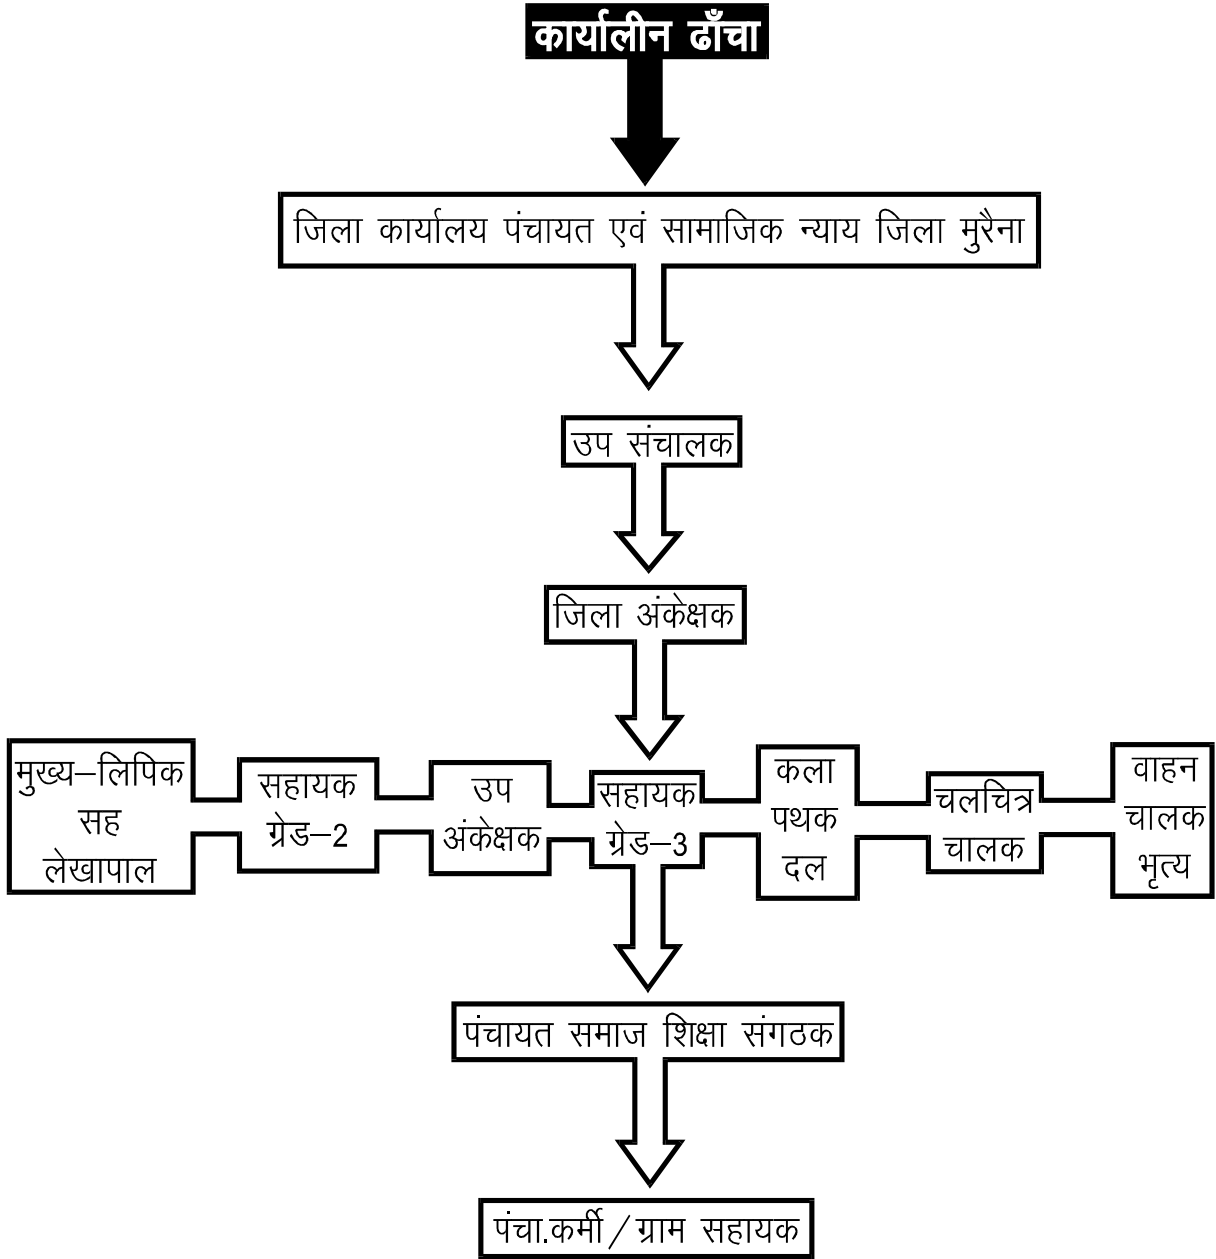 कार्यालीन ढाँचा
जिला कार्यालय पंचायत एवं सामाजिक न्याय जिला मुरैना
उप संचालक
जिला अंकेक्षक
मुख्य–लिपिक
सह
लेखापाल
सहायक
ग्रेड–2
उप
अंकेक्षक
सहायक
ग्रेड–3
कला
पथक
दल
चलचित्र
चालक
वाहन
चालक
भृत्य
पंचायत समाज शिक्षा संगठक
पंचा.कर्मी / ग्राम सहायक